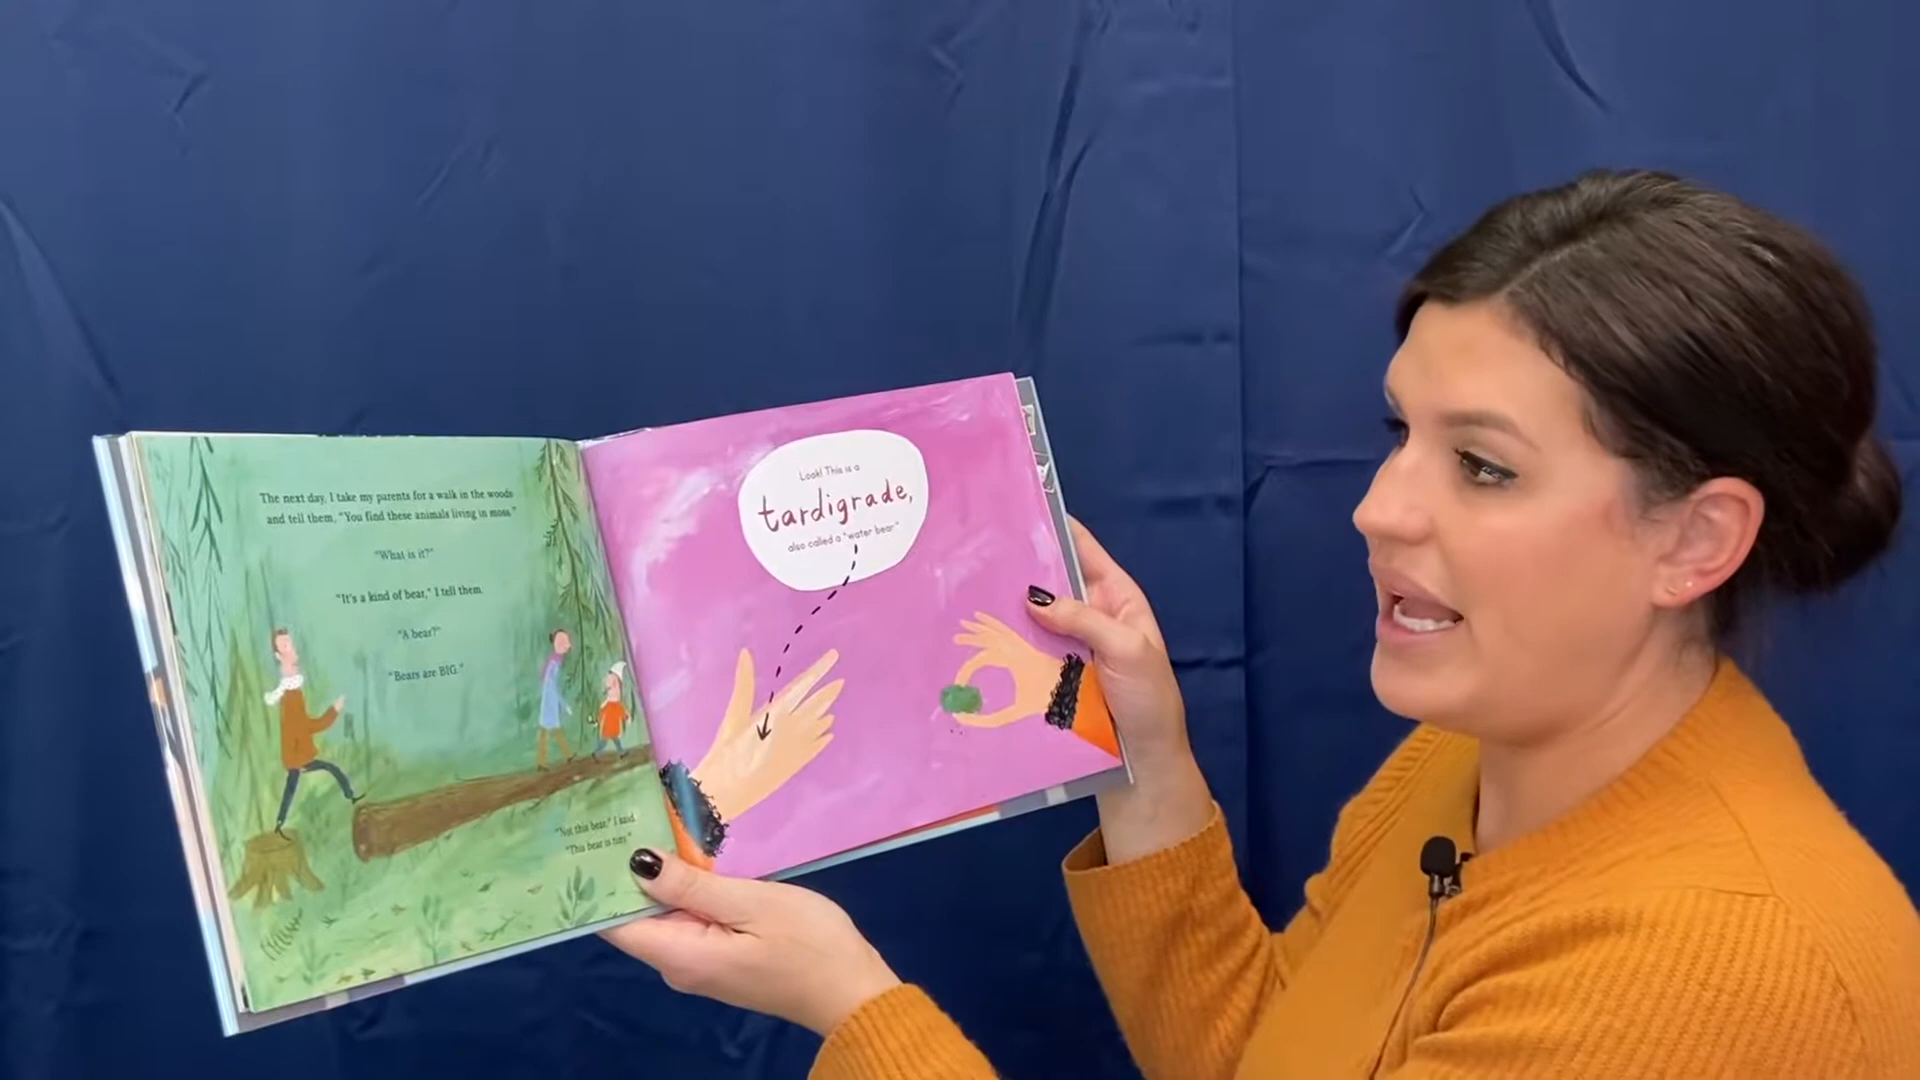 The next day, I take my parents for a walk in the woods
and tell them, "You find these animals living in moss."
"What is it?"
"It's a kind of bear," I tell them.
"A bear?"
"Bears are BIG."
"Not this bear," I said.
"This bear is tiny."
Look! This is a
tardigrade,
also called a "water bear."